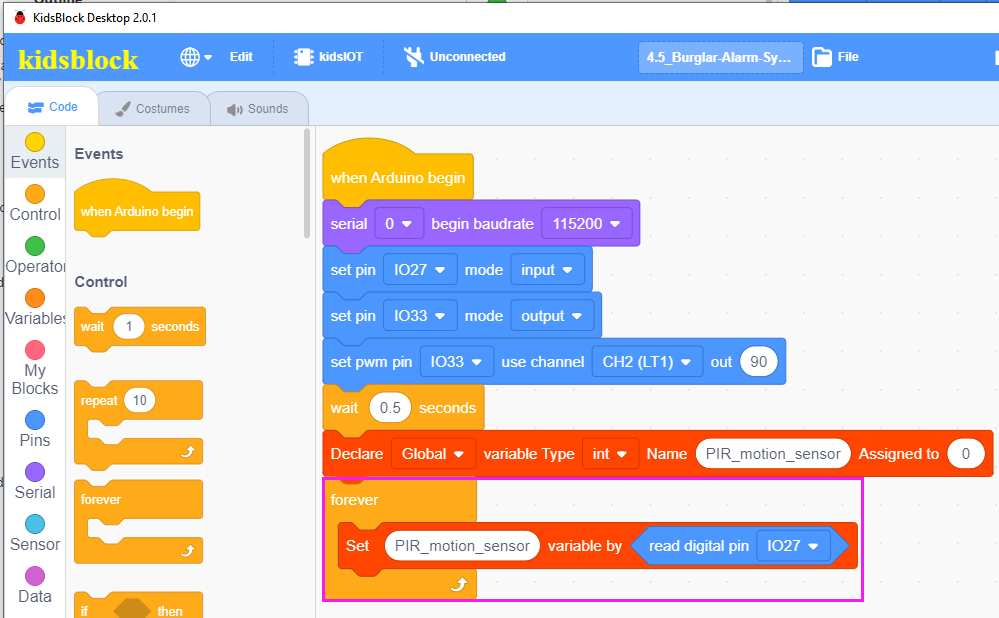 KidsBlock Desktop 2.0.1
kidsblock Edit kidsIOT Unconnected 4.5_Burglar-Alarm-Sy... File
Code Costumes Sounds
Events
Control
Operator
Variables
My
Blocks
Pins
Serial
Sensor
Data
Events
when Arduino begin
Control
wait 1 seconds
repeat 10
forever
if then
when Arduino begin
serial 0 begin baudrate 115200
set pin IO27 mode input
set pin IO33 mode output
set pwm pin IO33 use channel CH2 (LT1) out 90
wait 0.5 seconds
Declare Global variable Type int Name PIR_motion_sensor Assigned to 0
forever
Set PIR_motion_sensor variable by read digital pin IO27